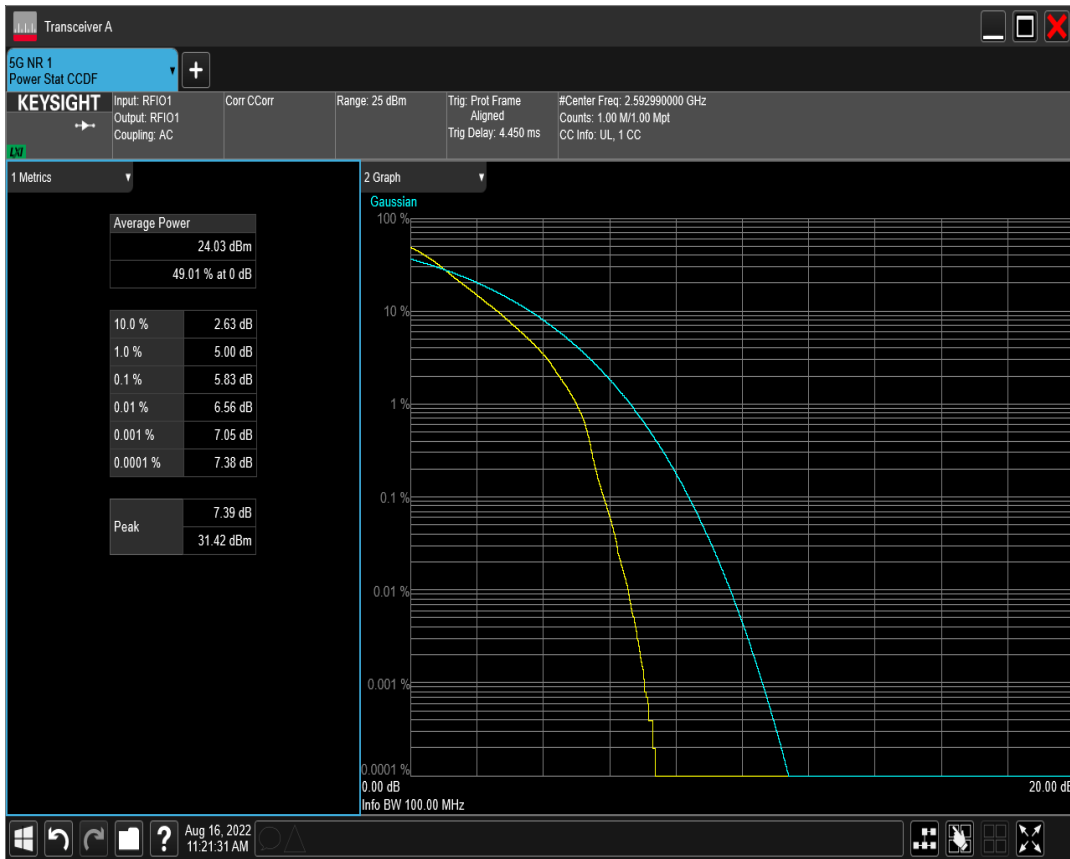 Transceiver A
5G NR 1
Power Stat CCDF
+
KEYSIGHT
LXI
Input: RFIO1
Output: RFIO1
Coupling: AC
Corr CCorr
Range: 25 dBm
Trig: Prot Frame
Aligned
Trig Delay: 4.450 ms
#Center Freq: 2.592990000 GHz
Counts: 1.00 M/1.00 Mpt
CC Info: UL, 1 CC
1 Metrics
Average Power
24.03 dBm
49.01 % at 0 dB
10.0 % 2.63 dB
1.0 % 5.00 dB
0.1 % 5.83 dB
0.01 % 6.56 dB
0.001 % 7.05 dB
0.0001 % 7.38 dB
Peak
7.39 dB
31.42 dBm
2 Graph
Gaussian
100 %
10 %
1 %
0.1 %
0.01 %
0.001 %
0.0001 %
0.00 dB 20.00 dB
Info BW 100.00 MHz
?
Aug 16, 2022
11:21:31 AM